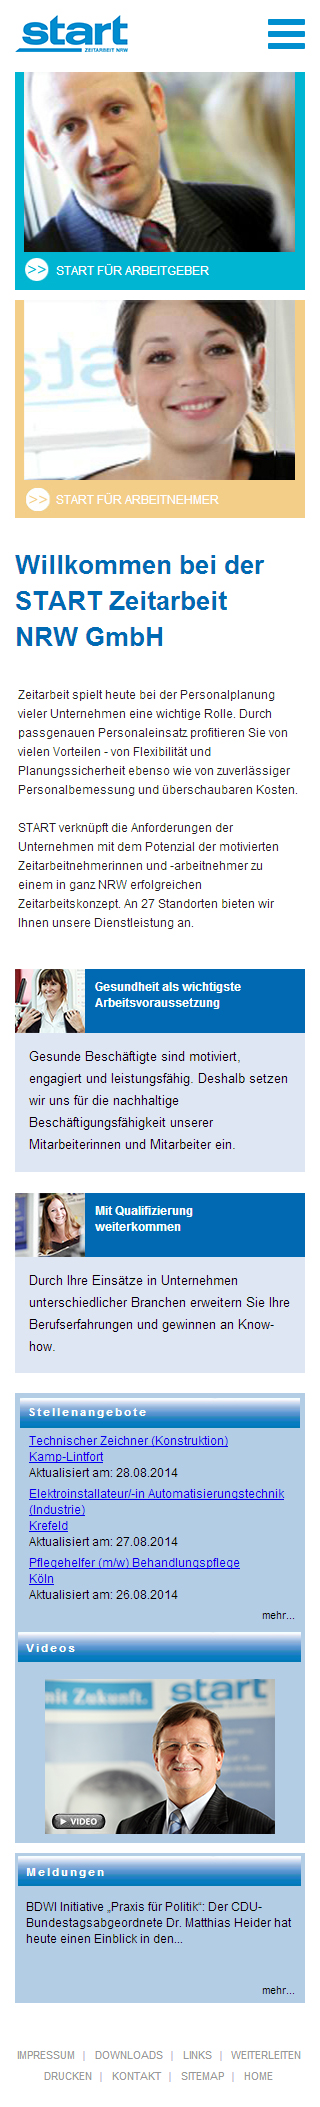 start
ZEITARBEIT NRW
>> START FÜR ARBEITGEBER
>> START FÜR ARBEITNEHMER
Willkommen bei der
START Zeitarbeit
NRW GmbH
Zeitarbeit spielt heute bei der Personalplanung
vieler Unternehmen eine wichtige Rolle. Durch
passgenauen Personaleinsatz profitieren Sie von
vielen Vorteilen - von Flexibilität und
Planungssicherheit ebenso wie von zuverlässiger
Personalbemessung und überschaubaren Kosten.
START verknüpft die Anforderungen der
Unternehmen mit dem Potenzial der motivierten
Zeitarbeitnehmerinnen und -arbeitnehmer zu
einem in ganz NRW erfolgreichen
Zeitarbeitskonzept. An 27 Standorten bieten wir
Ihnen unsere Dienstleistung an.
Gesundheit als wichtigste
Arbeitsvoraussetzung
Gesunde Beschäftigte sind motiviert,
engagiert und leistungsfähig. Deshalb setzen
wir uns für die nachhaltige
Beschäftigungsfähigkeit unserer
Mitarbeiterinnen und Mitarbeiter ein.
Mit Qualifizierung
weiterkommen
Durch Ihre Einsätze in Unternehmen
unterschiedlicher Branchen erweitern Sie Ihre
Berufserfahrungen und gewinnen an Know-
how.
Stellenangebote
Technischer Zeichner (Konstruktion)
Kamp-Lintfort
Aktualisiert am: 28.08.2014
Elektroinstallateur/-in Automatisierungstechnik
(Industrie)
Krefeld
Aktualisiert am: 27.08.2014
Pflegehelfer (m/w) Behandlungspflege
Köln
Aktualisiert am: 26.08.2014
mehr...
Videos
mit Zukunft.
start
VIDEO
Meldungen
BDWI Initiative „Praxis für Politik“: Der CDU-
Bundestagsabgeordnete Dr. Matthias Heider hat
heute einen Einblick in den...
mehr...
IMPRESSUM | DOWNLOADS | LINKS | WEITERLEITEN
DRUCKEN | KONTAKT | SITEMAP | HOME